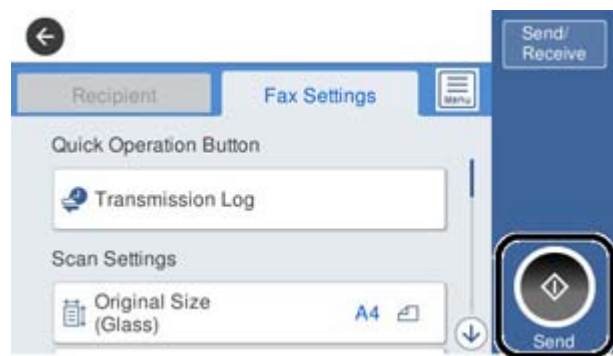 Send/
Receive
Recipient
Fax Settings
Menu
Quick Operation Button
Transmission Log
Scan Settings
Original Size
(Glass)
A4
Send